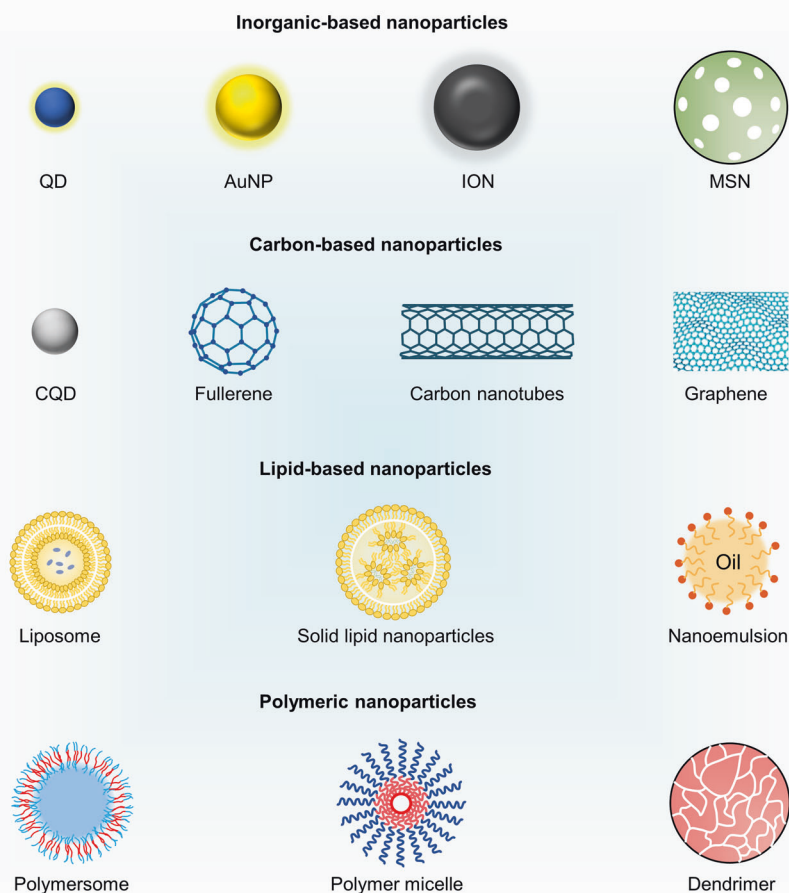 Inorganic-based nanoparticles
QD AuNP ION MSN
Carbon-based nanoparticles
CQD Fullerene Carbon nanotubes Graphene
Lipid-based nanoparticles
Oil
Liposome Solid lipid nanoparticles Nanoemulsion
Polymeric nanoparticles
Polymersome Polymer micelle Dendrimer